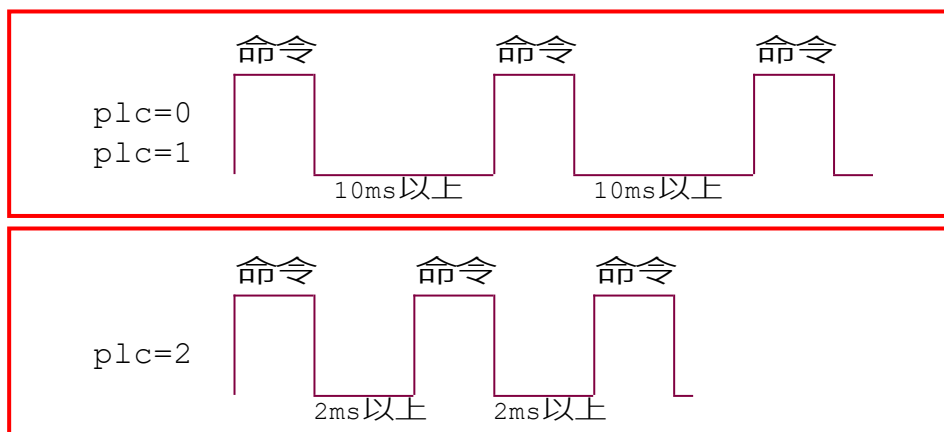 命令 命令 命令
plc=0
plc=1
10ms以上 10ms以上
命令 命令 命令
plc=2
2ms以上 2ms以上